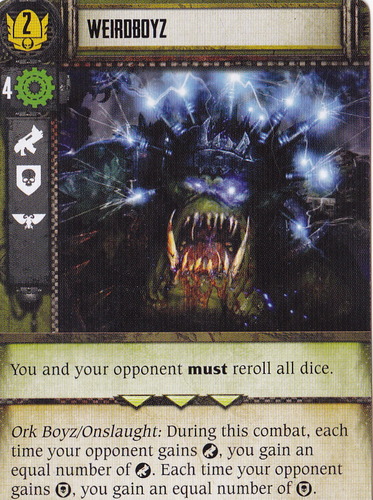 2
WEIRDBOYZ
4
You and your opponent must reroll all dice.
Ork Boyz/Onslaught: During this combat, each
time your opponent gains , you gain an
equal number of . Each time your opponent
gains , you gain an equal number of .